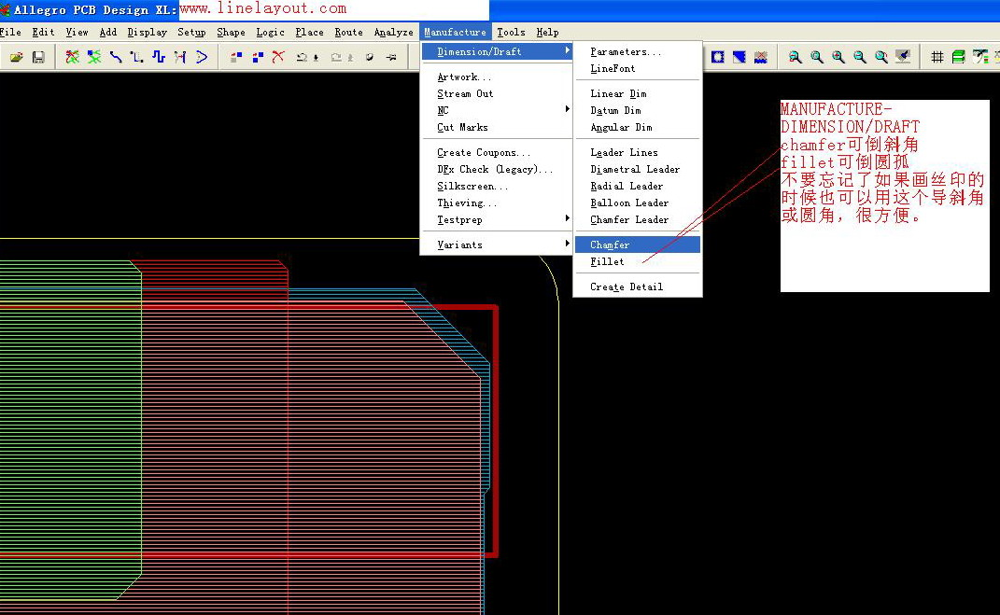 Allegro PCB Design XL: www.linelayout.com
File Edit View Add Display Setup Shape Logic Place Route Analyze Manufacture Tools Help
Dimension/Draft
Artwork...
Stream Out
NC
Cut Marks
Create Coupons...
DFx Check (legacy)...
Silkscreen...
Thieving...
Testprep
Variants
Parameters...
LineFont
Linear Dim
Datum Dim
Angular Dim
Leader Lines
Diametral Leader
Radial Leader
Balloon Leader
Chamfer Leader
Chamfer
Fillet
Create Detail
MANUFACTURE-
DIMENSION/DRAFT
chamfer可倒斜角
fillet可倒圆孤
不要忘记了如果画丝印的
时候也可以用这个导斜角
或圆角，很方便。